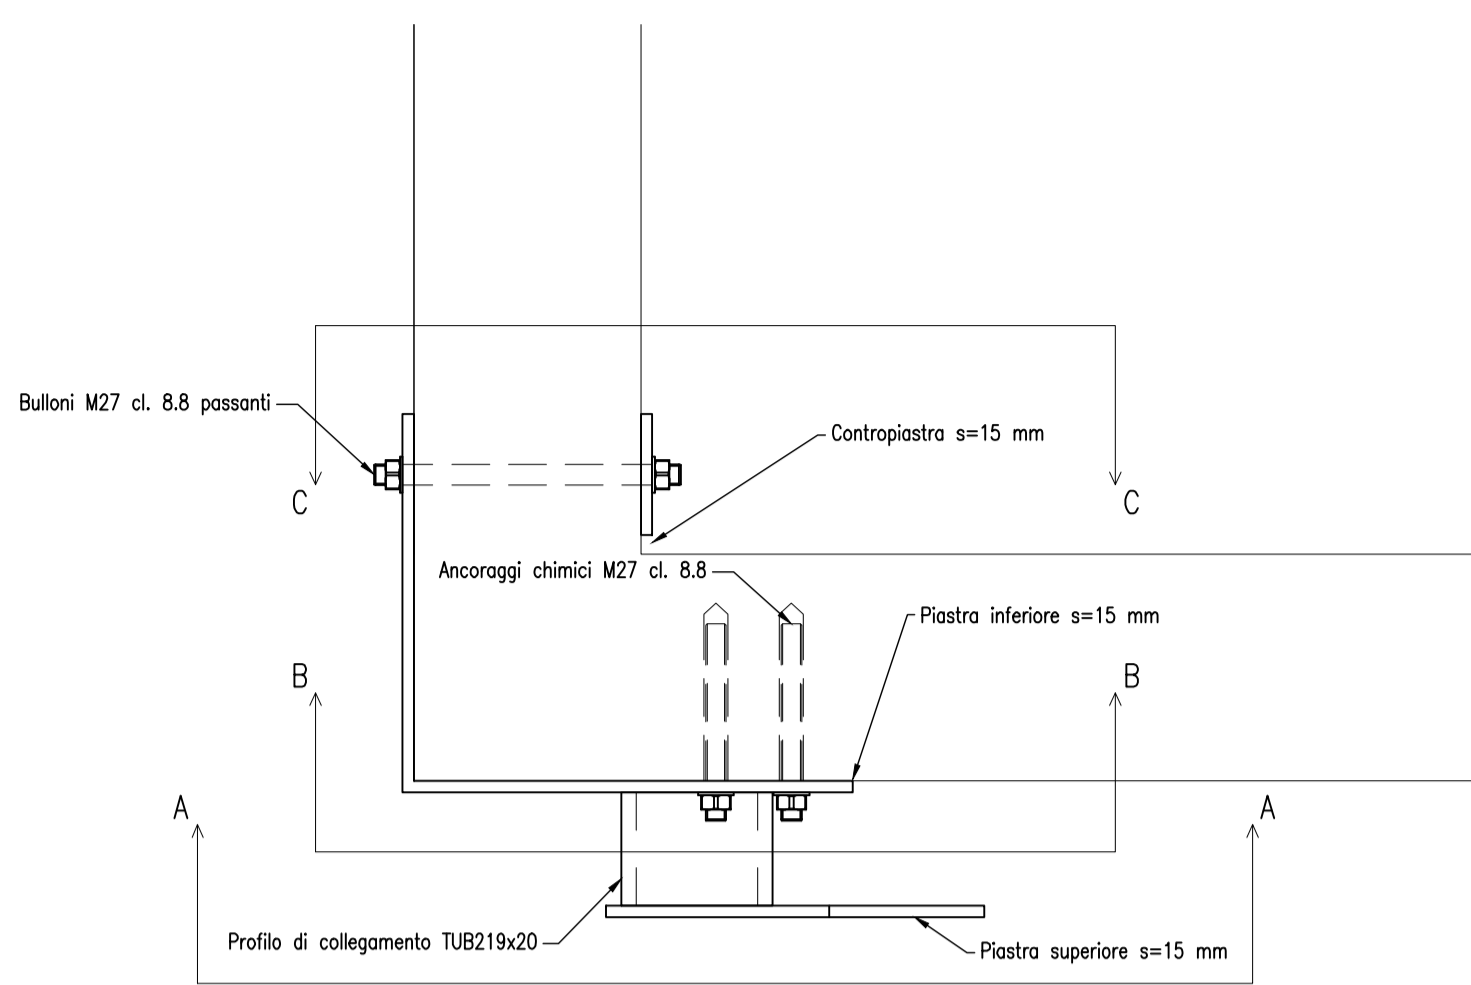 Bulloni M27 cl. 8.8 passanti
Contropiastra s=15 mm
C
C
Ancoraggi chimici M27 cl. 8.8
Piastra inferiore s=15 mm
B
B
A
A
Profilo di collegamento TUB219x20
Piastra superiore s=15 mm